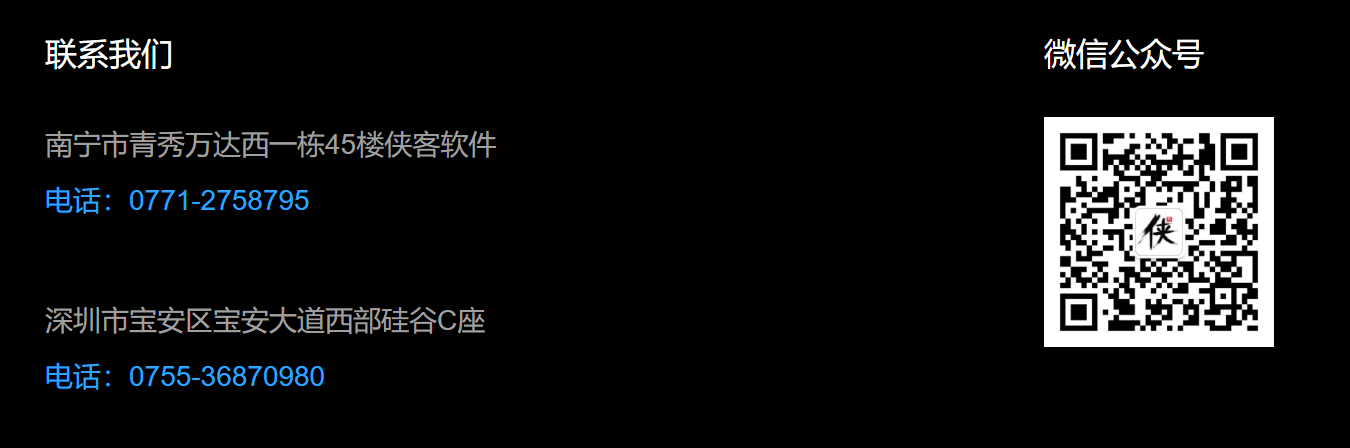 联系我们
南宁市青秀万达西一栋45楼侠客软件
电话：0771-2758795
深圳市宝安区宝安大道西部硅谷C座
电话：0755-36870980
微信公众号
侠